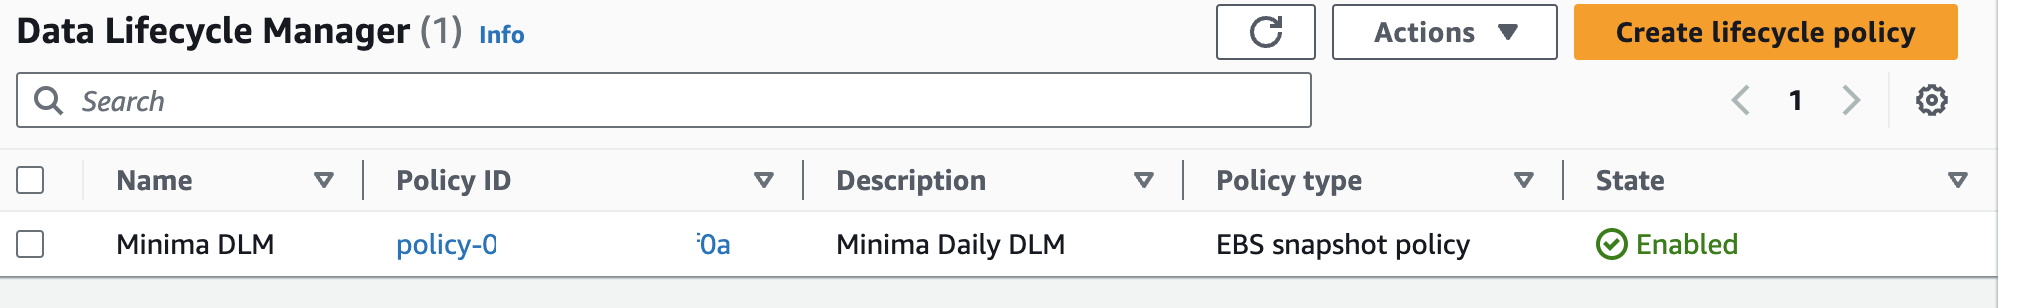 Data Lifecycle Manager (1) Info
Actions
Create lifecycle policy
Search
1
Name Policy ID Description Policy type State
Minima DLM policy-0 f0a Minima Daily DLM EBS snapshot policy Enabled